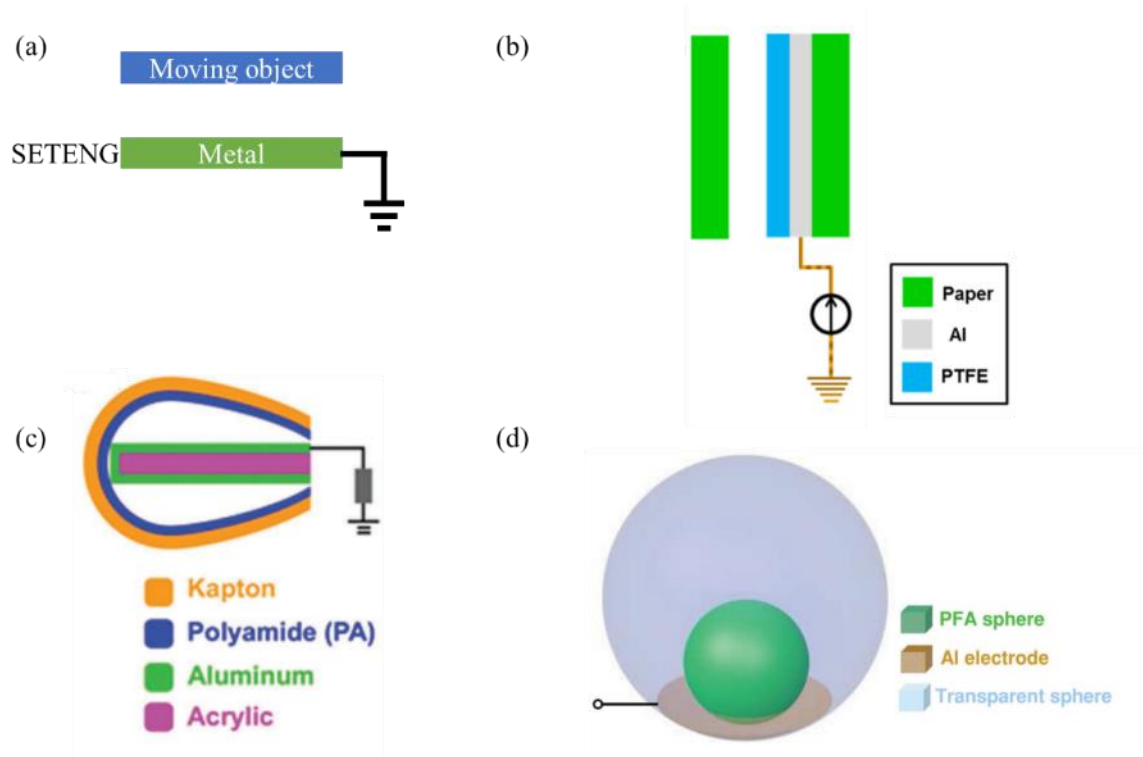 (a)
Moving object
SETENG
Metal
(b)
Paper
Al
PTFE
(c)
Kapton
Polyamide (PA)
Aluminum
Acrylic
(d)
PFA sphere
Al electrode
Transparent sphere